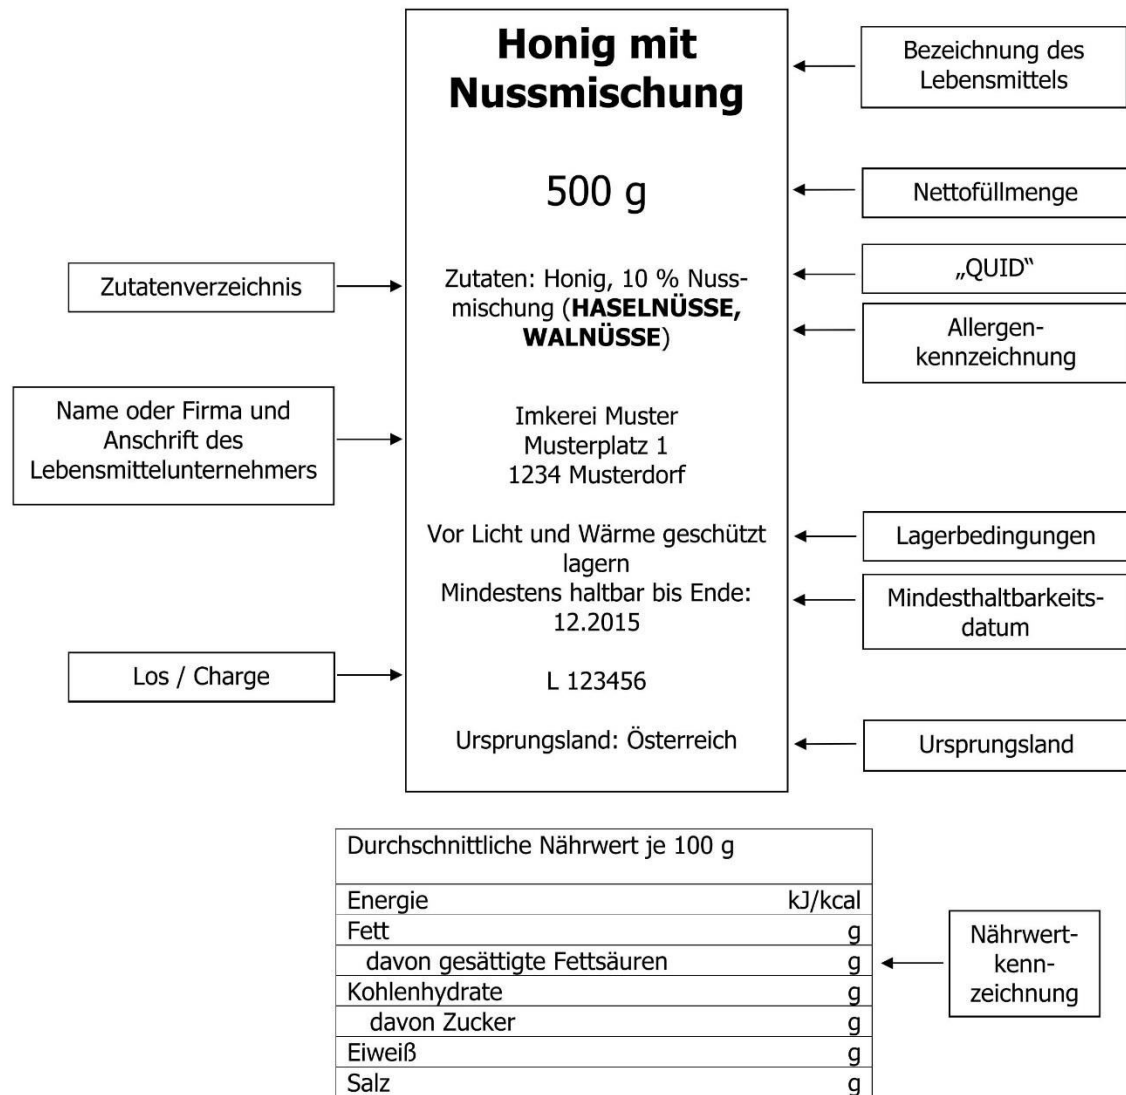 Honig mit
Nussmischung
500 g
Zutaten: Honig, 10 % Nuss-
mischung (HASELNÜSSE,
WALNÜSSE)
Imkerei Muster
Musterplatz 1
1234 Musterdorf
Vor Licht und Wärme geschützt
lagern
Mindestens haltbar bis Ende:
12.2015
L 123456
Ursprungsland: Österreich
Zutatenverzeichnis
Name oder Firma und
Anschrift des
Lebensmittelunternehmers
Los / Charge
Bezeichnung des
Lebensmittels
Nettofüllmenge
„QUID“
Allergen-
kennzeichnung
Lagerbedingungen
Mindesthaltbarkeits-
datum
Ursprungsland
Durchschnittliche Nährwert je 100 g
Energie kJ/kcal
Fett g
davon gesättigte Fettsäuren g
Kohlenhydrate g
davon Zucker g
Eiweiß g
Salz g
Nährwert-
kenn-
zeichnung